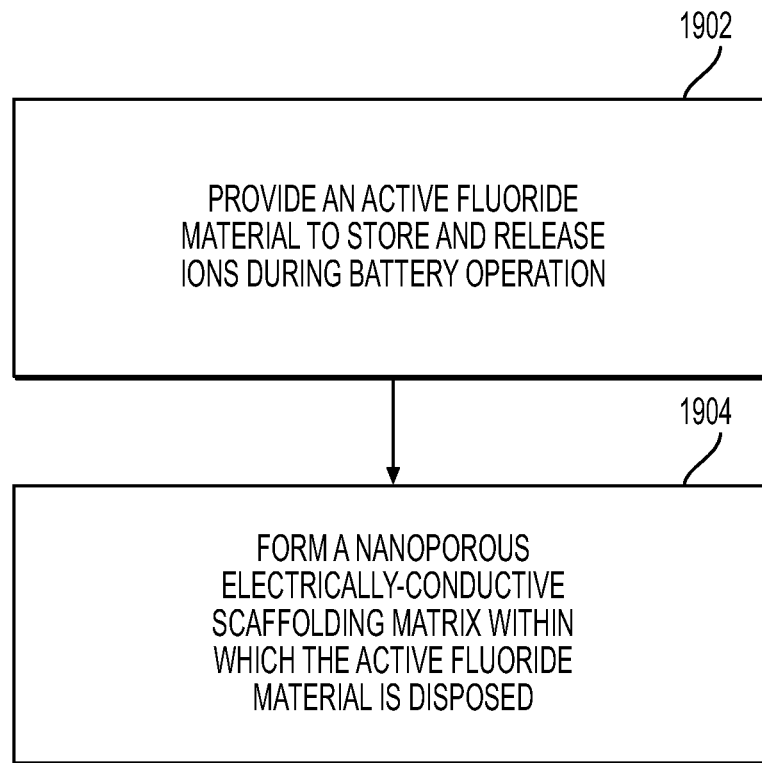 1902
PROVIDE AN ACTIVE FLUORIDE
MATERIAL TO STORE AND RELEASE
IONS DURING BATTERY OPERATION
1904
FORM A NANOPOROUS
ELECTRICALLY-CONDUCTIVE
SCAFFOLDING MATRIX WITHIN
WHICH THE ACTIVE FLUORIDE
MATERIAL IS DISPOSED